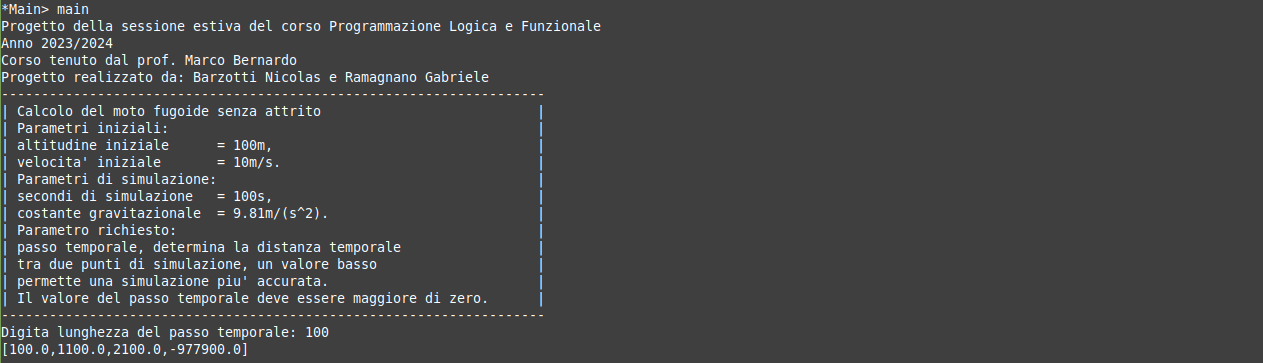 *Main> main
Progetto della sessione estiva del corso Programmazione Logica e Funzionale
Anno 2023/2024
Corso tenuto dal prof. Marco Bernardo
Progetto realizzato da: Barzotti Nicolas e Ramagnano Gabriele
--------------------------------------------------------------------
| Calcolo del moto fugoide senza attrito                           |
| Parametri iniziali:                                              |
| altitudine iniziale      = 100m,                                 |
| velocita' iniziale       = 10m/s.                                |
| Parametri di simulazione:                                        |
| secondi di simulazione   = 100s,                                 |
| costante gravitazionale  = 9.81m/(s^2).                          |
| Parametro richiesto:                                             |
| passo temporale, determina la distanza temporale                 |
| tra due punti di simulazione, un valore basso                    |
| permette una simulazione piu' accurata.                          |
| Il valore del passo temporale deve essere maggiore di zero.      |
--------------------------------------------------------------------
Digita lunghezza del passo temporale: 100
[100.0,1100.0,2100.0,-977900.0]